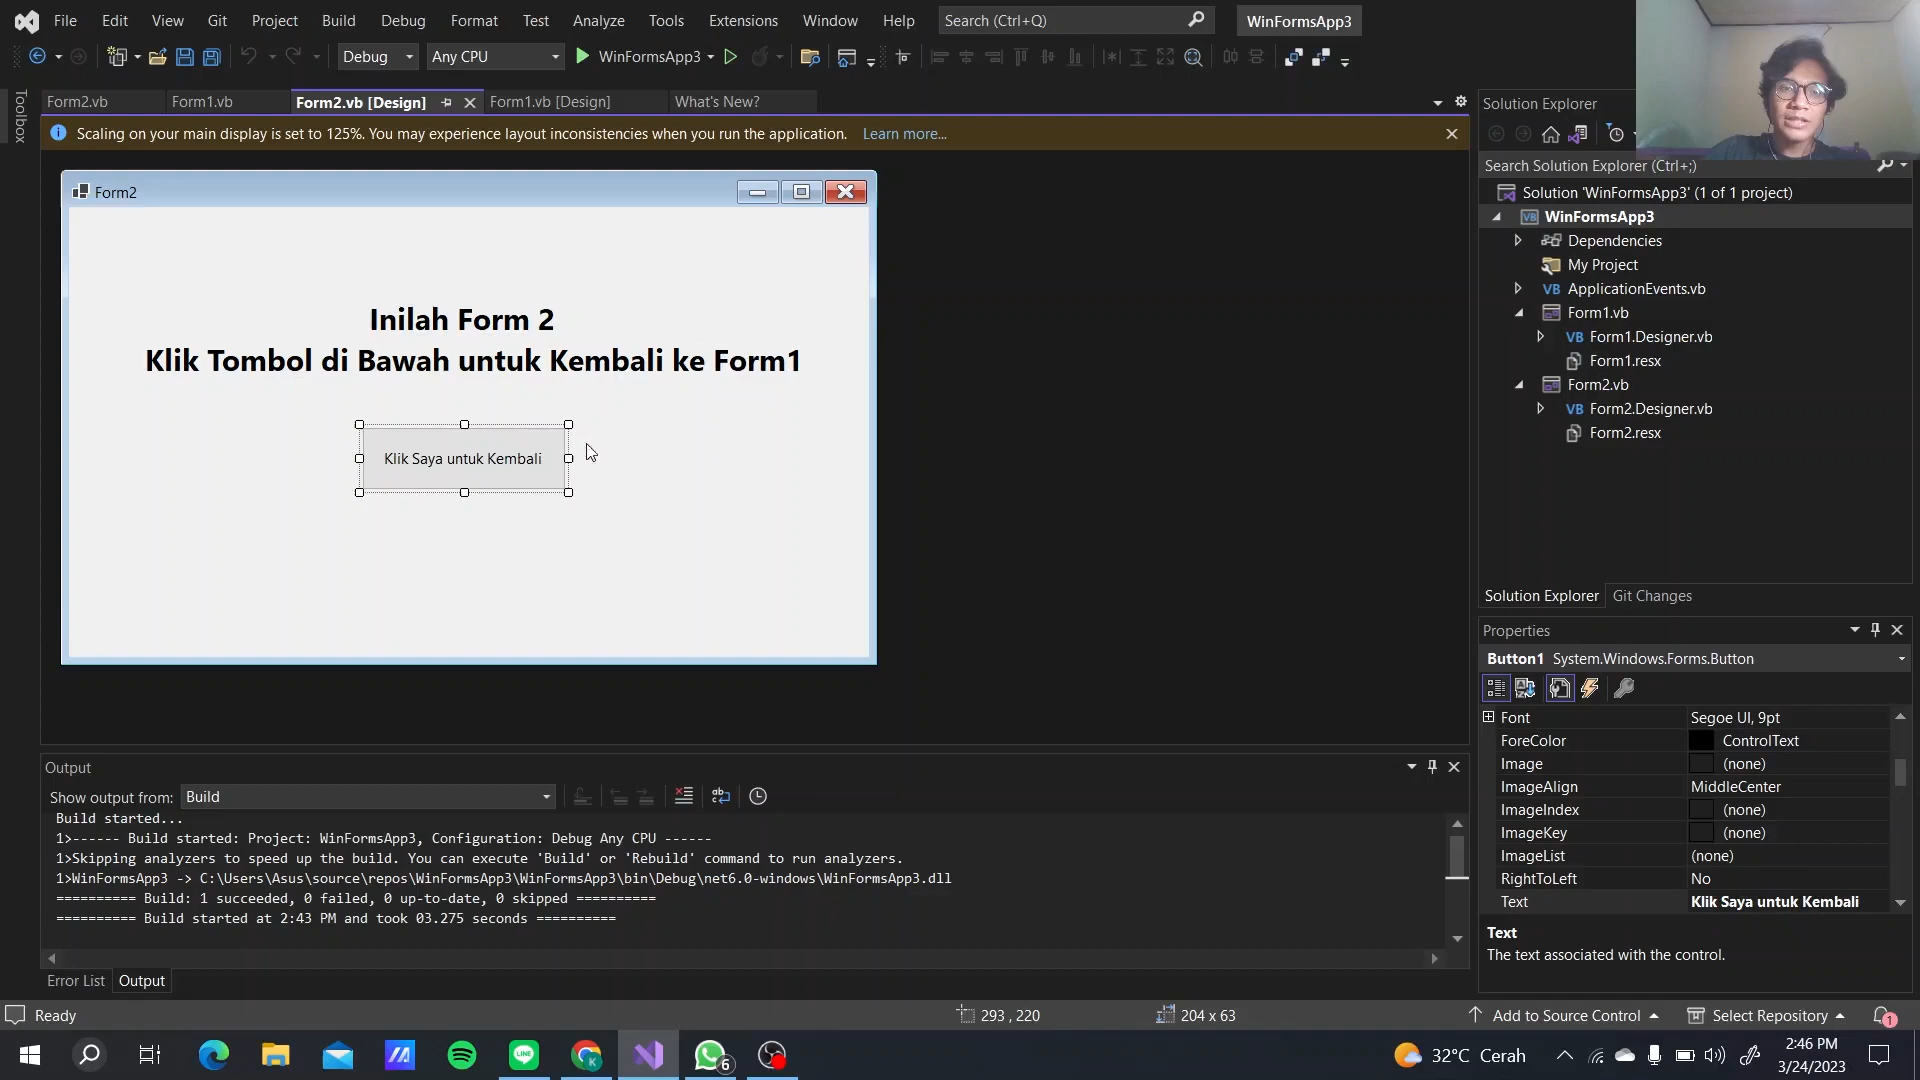 File Edit View Git Project Build Debug Format Test Analyze Tools Extensions Window Help Search (Ctrl+Q) WinFormsApp3
Debug Any CPU WinFormsApp3
Toolbox
Form2.vb Form1.vb Form2.vb [Design] Form1.vb [Design] What's New?
Scaling on your main display is set to 125%. You may experience layout inconsistencies when you run the application. Learn more...
Form2
Inilah Form 2
Klik Tombol di Bawah untuk Kembali ke Form1
Klik Saya untuk Kembali
Output
Show output from: Build
Build started...
1>------ Build started: Project: WinFormsApp3, Configuration: Debug Any CPU ------
1>Skipping analyzers to speed up the build. You can execute 'Build' or 'Rebuild' command to run analyzers.
1>WinFormsApp3 -> C:\Users\Asus\source\repos\WinFormsApp3\WinFormsApp3\bin\Debug\net6.0-windows\WinFormsApp3.dll
========== Build: 1 succeeded, 0 failed, 0 up-to-date, 0 skipped ==========
========== Build started at 2:43 PM and took 03.275 seconds ==========
Error List Output
Solution Explorer
Search Solution Explorer (Ctrl+;)
Solution 'WinFormsApp3' (1 of 1 project)
VB WinFormsApp3
Dependencies
My Project
VB ApplicationEvents.vb
Form1.vb
VB Form1.Designer.vb
Form1.resx
Form2.vb
VB Form2.Designer.vb
Form2.resx
Solution Explorer Git Changes
Properties
Button1 System.Windows.Forms.Button
Font Segoe UI, 9pt
ForeColor ControlText
Image (none)
ImageAlign MiddleCenter
ImageIndex (none)
ImageKey (none)
ImageList (none)
RightToLeft No
Text Klik Saya untuk Kembali
Text
The text associated with the control.
Ready 293 , 220 204 x 63 Add to Source Control Select Repository 1
LINE K 6 32°C Cerah 2:46 PM
3/24/2023